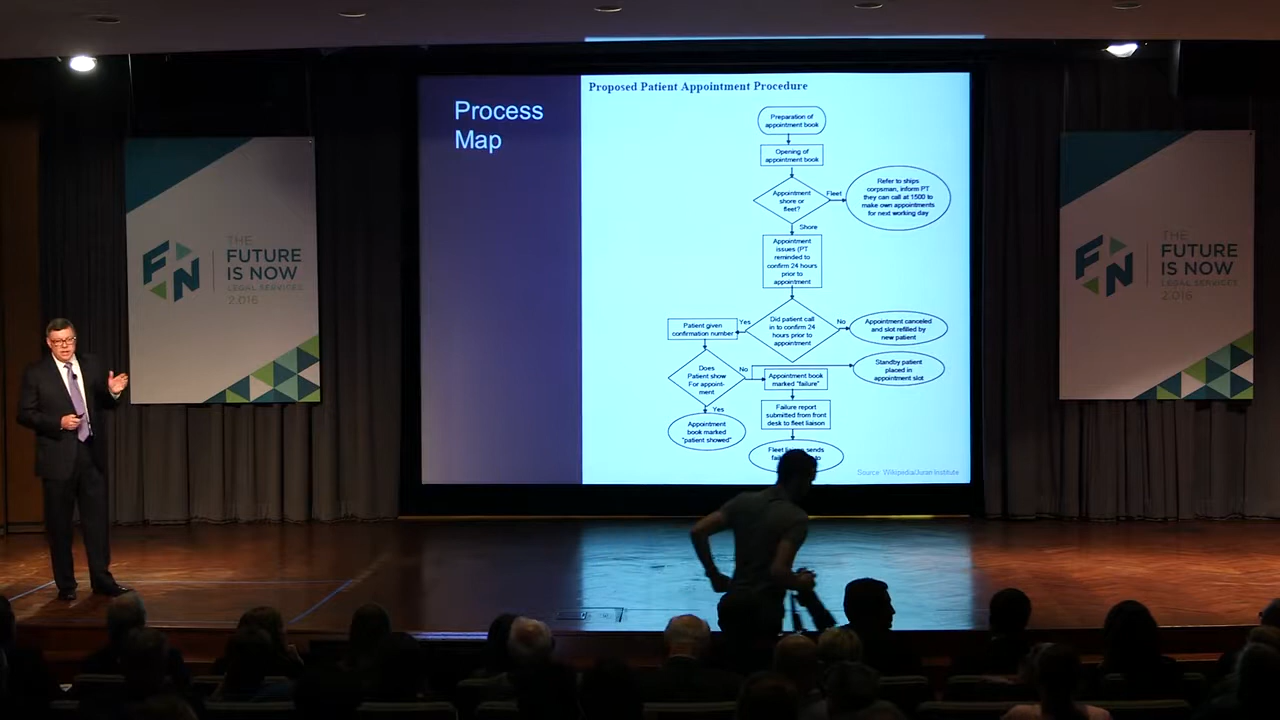 Process
Map
Proposed Patient Appointment Procedure
Preparation of
appointment book
Opening of
appointment book
Appointment
shore or
fleet?
Fleet
Refer to ships
corpsman, inform PT
they can call at 1500 to
make own appointments
for next working day
Shore
Appointment
issues (PT
reminded to
confirm 24 hours
prior to
appointment
Did patient call
in to confirm 24
hours prior to
appointment
Yes
No
Patient given
confirmation number
Appointment canceled
and slot refilled by
new patient
Does
Patient show
For appoint-
ment
No
Yes
Standby patient
placed in
appointment slot
Appointment book
marked "failure"
Appointment
book marked
"patient showed"
Failure report
submitted from front
desk to fleet liaison
Fleet liaison sends
to
Source: Wikipedia/Juran Institute
FN
THE
FUTURE
IS NOW
LEGAL SERVICES
2.016
FN
THE
FUTURE
IS NOW
LEGAL SERVICES
2.016